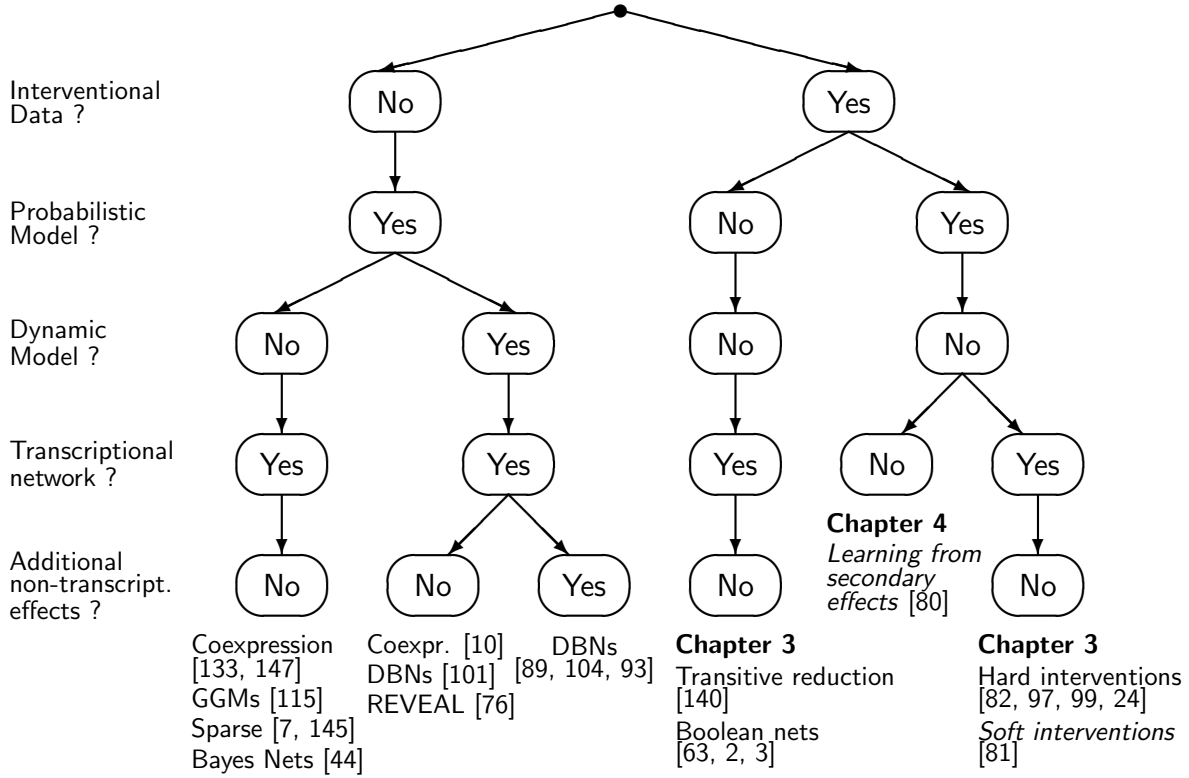 Interventional
Data ?
No
Yes
Probabilistic
Model ?
Yes
No
Yes
Dynamic
Model ?
No
Yes
No
No
Transcriptional
network ?
Yes
Yes
Yes
No
Yes
Chapter 4
Learning from
secondary
effects [80]
Additional
non-transcript.
effects ?
No
No
Yes
No
No
Coexpression
[133, 147]
GGMs [115]
Sparse [7, 145]
Bayes Nets [44]
Coexpr. [10]
DBNs [101]
REVEAL [76]
DBNs
[89, 104, 93]
Chapter 3
Transitive reduction
[140]
Boolean nets
[63, 2, 3]
Chapter 3
Hard interventions
[82, 97, 99, 24]
Soft interventions
[81]